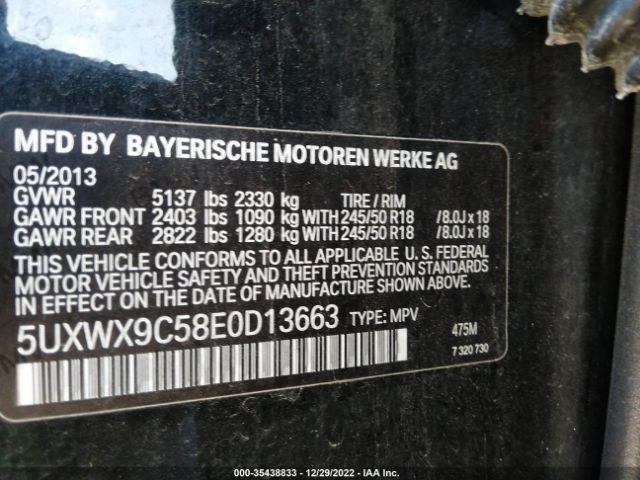 MFD BY BAYERISCHE MOTOREN WERKE AG
05/2013
GVWR 5137 lbs 2330 kg TIRE / RIM
GAWR FRONT 2403 lbs 1090 kg WITH 245/50 R18 /8.0J x 18
GAWR REAR 2822 lbs 1280 kg WITH 245/50 R18 /8.0J x 18
THIS VEHICLE CONFORMS TO ALL APPLICABLE U. S. FEDERAL
MOTOR VEHICLE SAFETY AND THEFT PREVENTION STANDARDS
IN EFFECT ON THE DATE OF MANUFACTURE SHOWN ABOVE.
5UXWX9C58E0D13663 TYPE: MPV 475M
7 320 730
000-35438833 - 12/29/2022 - IAA Inc.